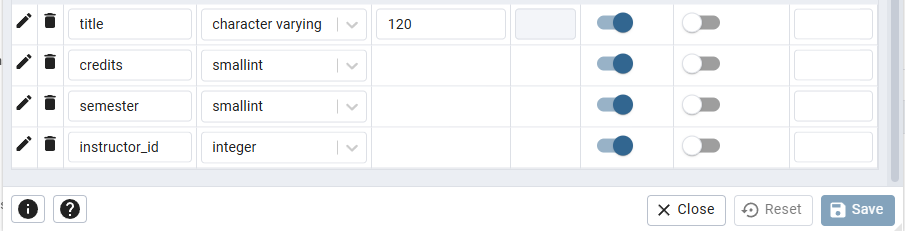 title character varying 120
credits smallint
semester smallint
instructor_id integer
Close Reset Save